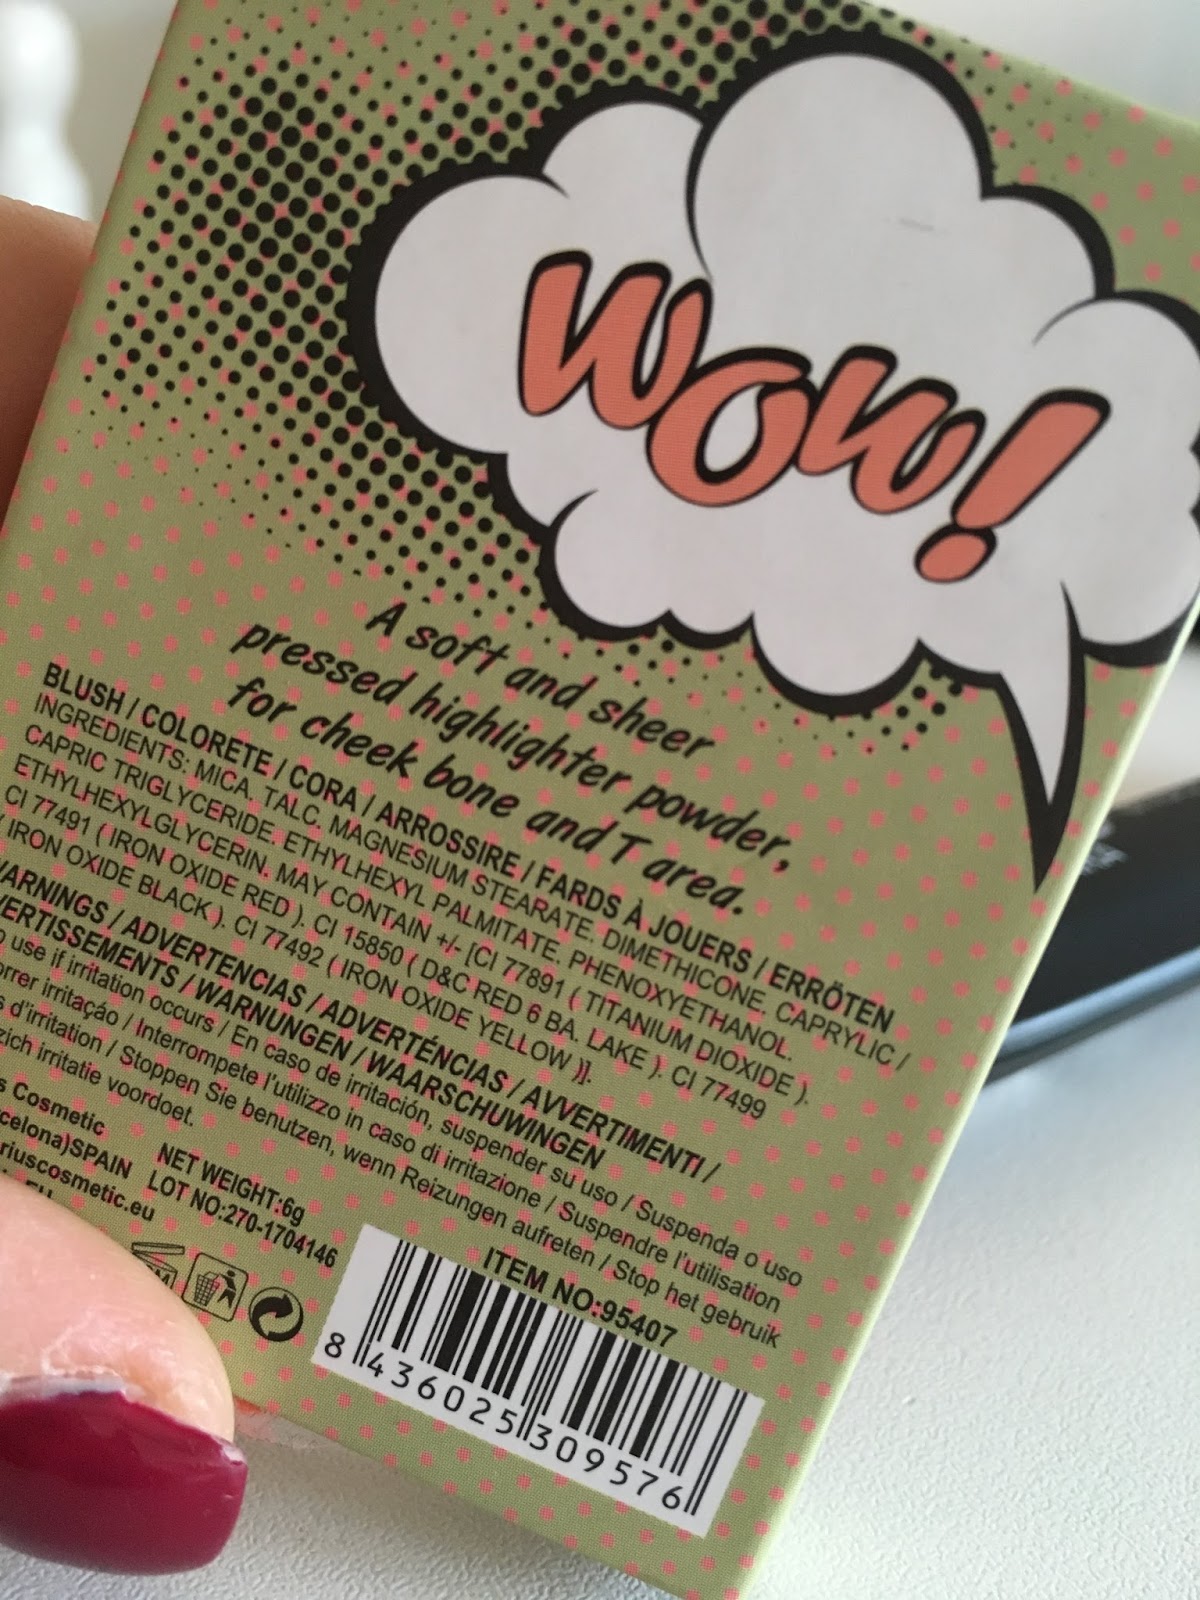 WOW!
A soft and sheer
pressed highlighter powder,
for cheek bone and T area.
BLUSH / COLORETE / CORA / ARROSSIRE / FARDS À JOUERS / ERRÖTEN
INGREDIENTS: MICA. TALC. MAGNESIUM STEARATE. DIMETHICONE. CAPRYLIC /
CAPRIC TRIGLYCERIDE. ETHYLHEXYL PALMITATE. PHENOXYETHANOL.
ETHYLHEXYLGLYCERIN. MAY CONTAIN +/- [CI 77891 ( TITANIUM DIOXIDE ).
CI 77491 ( IRON OXIDE RED ). CI 15850 ( D&C RED 6 BA. LAKE ). CI 77499
( IRON OXIDE BLACK ). CI 77492 ( IRON OXIDE YELLOW )].
WARNINGS / ADVERTENCIAS / ADVERTÉNCIAS / AVVERTIMENTI /
AVERTISSEMENTS / WARNUNGEN / WAARSCHUWINGEN
use if irritation occurs / En caso de irritación, suspender su uso / Suspenda o uso
irritação / Interrompete l'utilizzo in caso di irritazione / Suspendre l'utilisation
d'irritation / Stoppen Sie benutzen, wenn Reizungen aufreten / Stop het gebruik
zich irritatie voordoet.
Cosmetic
SPAIN
riuscosmetic.eu
EU
NET WEIGHT:6g
LOT NO:270-1704146
ITEM NO:95407
8 436025 309576